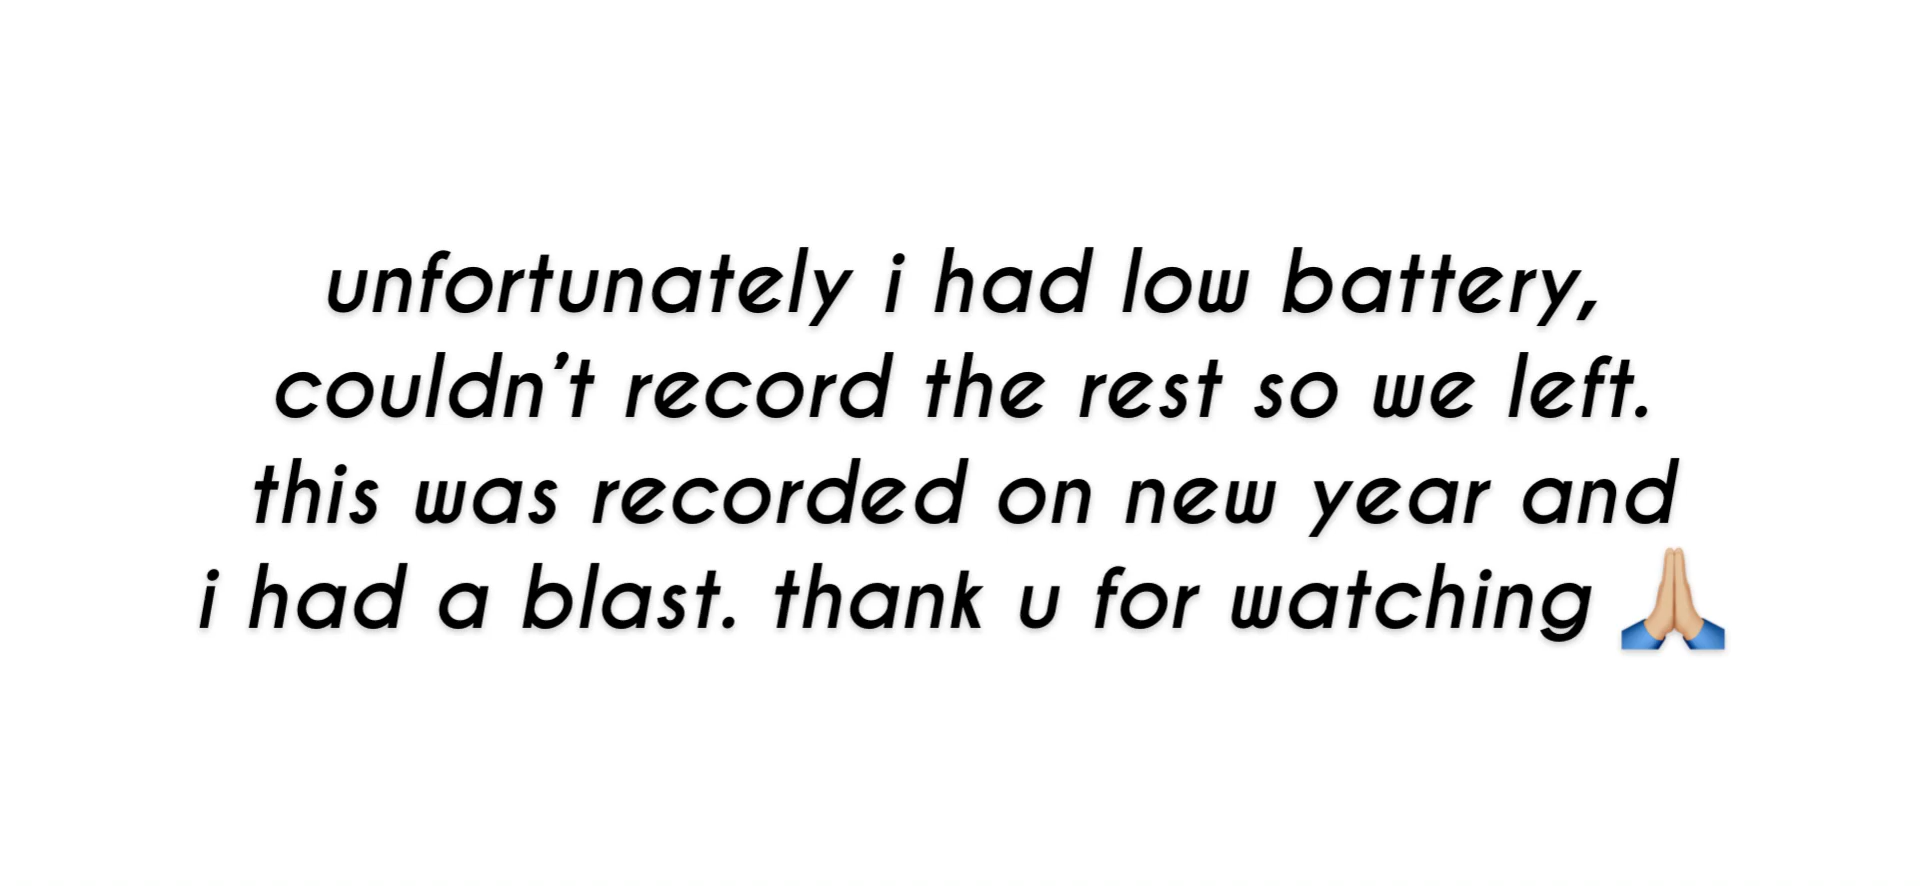 unfortunately i had low battery,
couldn’t record the rest so we left.
this was recorded on new year and
i had a blast. thank u for watching 🙏🏼